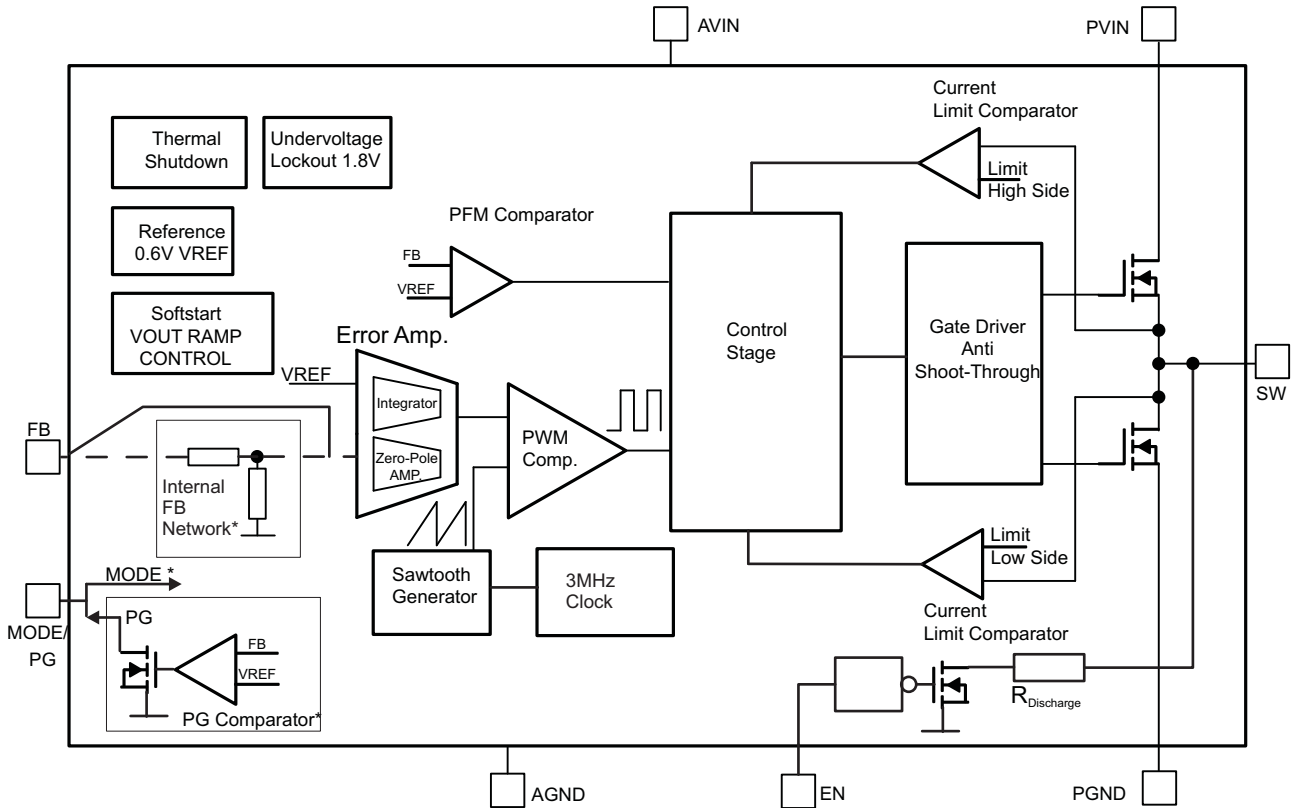 AVIN
PVIN
Current
Limit Comparator
Thermal
Shutdown
Undervoltage
Lockout 1.8V
Limit
High Side
Reference
0.6V VREF
PFM Comparator
FB
VREF
Softstart
VOUT RAMP
CONTROL
Error Amp.
Control
Stage
Gate Driver
Anti
Shoot-Through
VREF
Integrator
SW
FB
Zero-Pole
AMP.
PWM
Comp.
Internal
FB
Network*
Limit
Low Side
MODE *
Sawtooth
Generator
3MHz
Clock
Current
Limit Comparator
MODE/
PG
PG
FB
VREF
PG Comparator*
RDischarge
AGND
EN
PGND